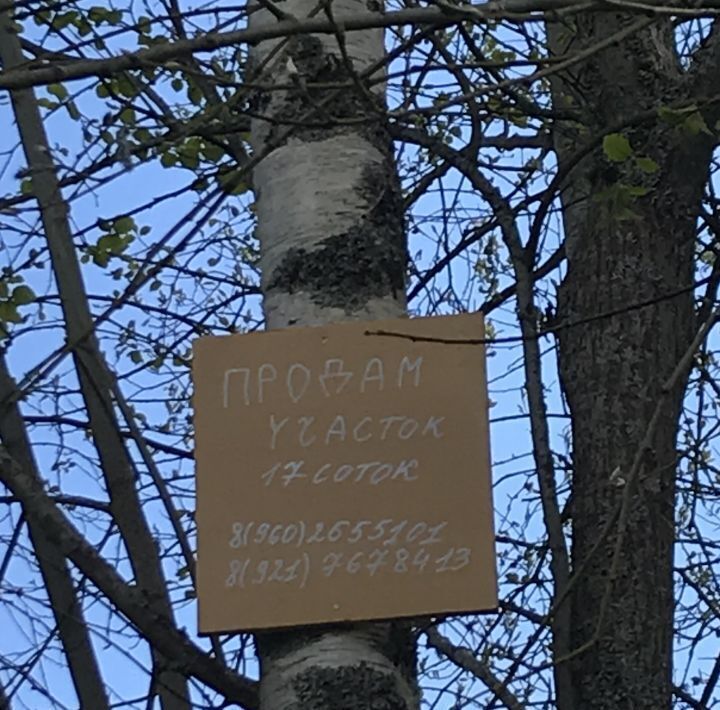 ПРОДАМ
УЧАСТОК
17 СОТОК
8(960)2655101
8(921) 7678413